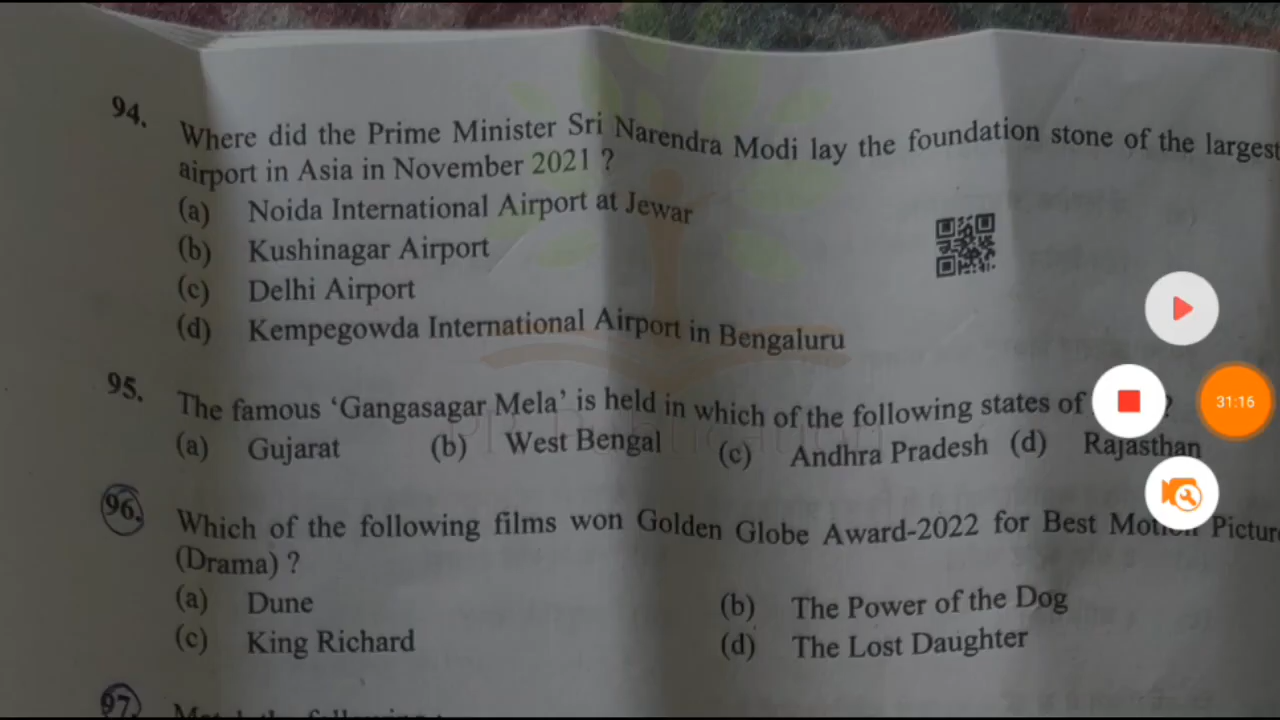 94.
Where did the Prime Minister Sri Narendra Modi lay the foundation stone of the largest
airport in Asia in November 2021 ?
(a) Noida International Airport at Jewar
(b) Kushinagar Airport
(c) Delhi Airport
(d) Kempegowda International Airport in Bengaluru
95. The famous ‘Gangasagar Mela’ is held in which of the following states of ?
(a) Gujarat (b) West Bengal (c) Andhra Pradesh (d) Rajasthan
96. Which of the following films won Golden Globe Award-2022 for Best Motion Picture
(Drama) ?
(a) Dune (b) The Power of the Dog
(c) King Richard (d) The Lost Daughter
97.
31:16